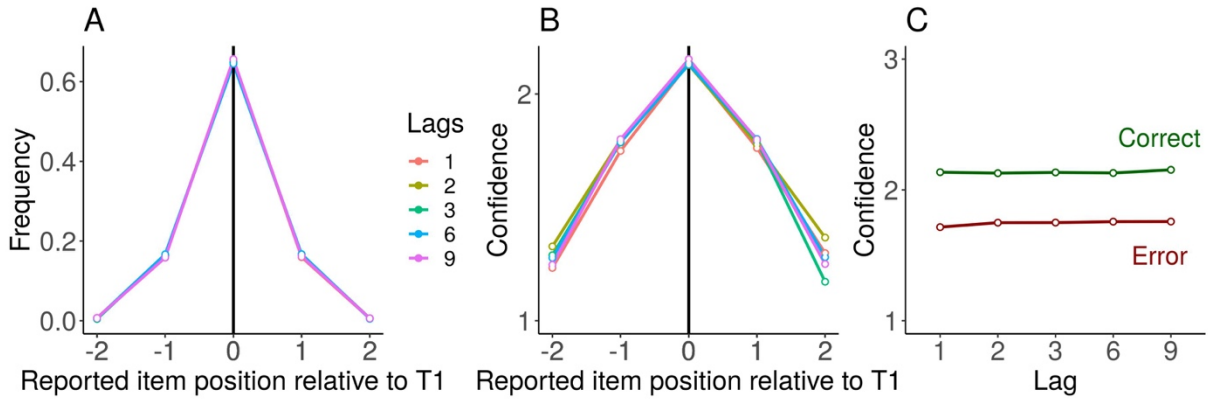 A
Frequency
0.6
0.4
0.2
0.0
-2 -1 0 1 2
Reported item position relative to T1
Lags
1
2
3
6
9
B
Confidence
2
1
-2 -1 0 1 2
Reported item position relative to T1
C
Confidence
3
2
1
Correct
Error
1 2 3 6 9
Lag